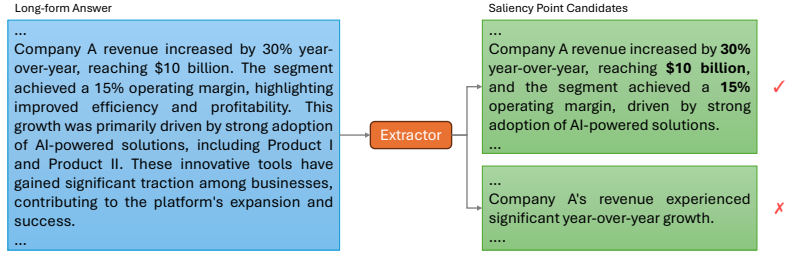 Long-form Answer
...
Company A revenue increased by 30% year-
over-year, reaching $10 billion. The segment
achieved a 15% operating margin, highlighting
improved efficiency and profitability. This
growth was primarily driven by strong adoption
of AI-powered solutions, including Product I
and Product II. These innovative tools have
gained significant traction among businesses,
contributing to the platform's expansion and
success.
...
Extractor
Saliency Point Candidates
...
Company A revenue increased by 30%
year-over-year, reaching $10 billion,
and the segment achieved a 15%
operating margin, driven by strong
adoption of AI-powered solutions.
...
✓
...
Company A's revenue experienced
significant year-over-year growth.
....
✗